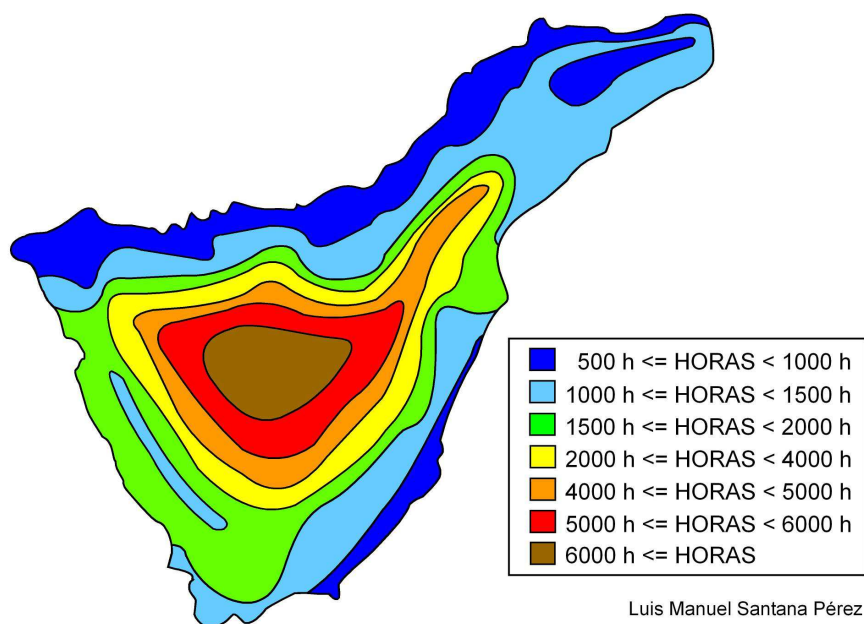 500 h <= HORAS < 1000 h
1000 h <= HORAS < 1500 h
1500 h <= HORAS < 2000 h
2000 h <= HORAS < 4000 h
4000 h <= HORAS < 5000 h
5000 h <= HORAS < 6000 h
6000 h <= HORAS
Luis Manuel Santana Pérez